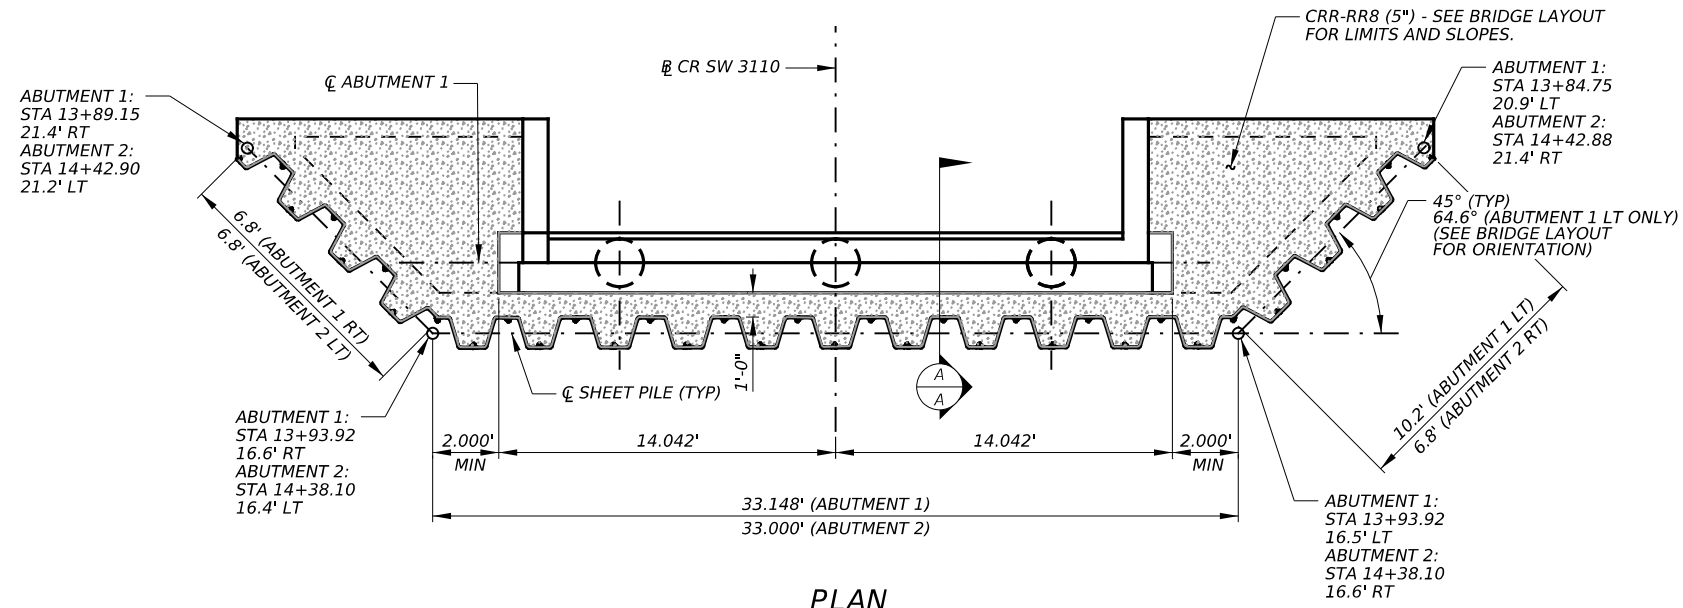 CRR-RR8 (5") - SEE BRIDGE LAYOUT
FOR LIMITS AND SLOPES.
℄ ABUTMENT 1
B CR SW 3110
ABUTMENT 1:
STA 13+89.15
21.4' RT
ABUTMENT 2:
STA 14+42.90
21.2' LT
ABUTMENT 1:
STA 13+84.75
20.9' LT
ABUTMENT 2:
STA 14+42.88
21.4' RT
45° (TYP)
64.6° (ABUTMENT 1 LT ONLY)
(SEE BRIDGE LAYOUT
FOR ORIENTATION)
6.8' (ABUTMENT 1 RT)
6.8' (ABUTMENT 2 LT)
10.2' (ABUTMENT 1 LT)
6.8' (ABUTMENT 2 RT)
1'-0"
A
A
℄ SHEET PILE (TYP)
ABUTMENT 1:
STA 13+93.92
16.6' RT
ABUTMENT 2:
STA 14+38.10
16.4' LT
2.000'
MIN
14.042'
14.042'
2.000'
MIN
33.148' (ABUTMENT 1)
33.000' (ABUTMENT 2)
ABUTMENT 1:
STA 13+93.92
16.5' LT
ABUTMENT 2:
STA 14+38.10
16.6' RT
PLAN